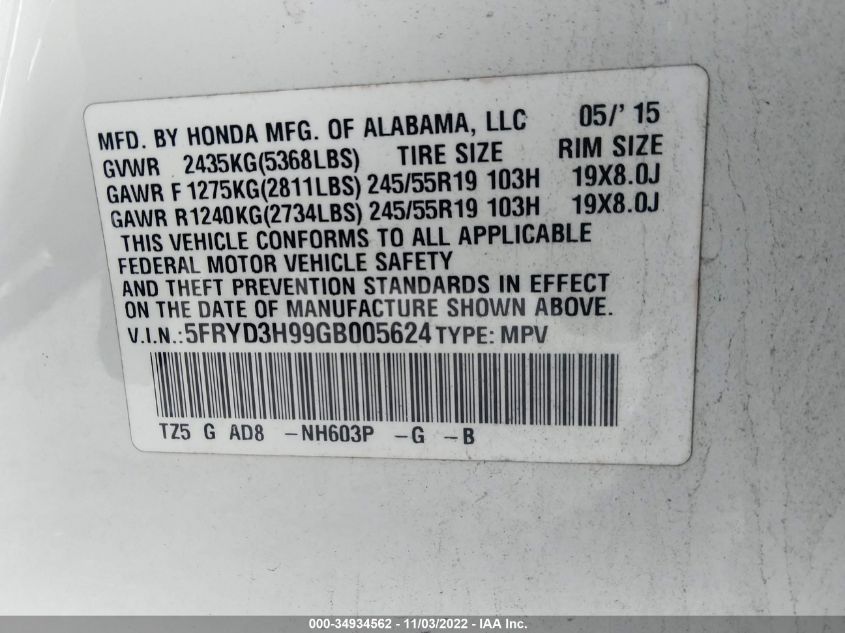 MFD. BY HONDA MFG. OF ALABAMA, LLC 05/' 15
GVWR 2435KG(5368LBS) TIRE SIZE RIM SIZE
GAWR F 1275KG(2811LBS) 245/55R19 103H 19X8.0J
GAWR R1240KG(2734LBS) 245/55R19 103H 19X8.0J
THIS VEHICLE CONFORMS TO ALL APPLICABLE
FEDERAL MOTOR VEHICLE SAFETY
AND THEFT PREVENTION STANDARDS IN EFFECT
ON THE DATE OF MANUFACTURE SHOWN ABOVE.
V.I.N.:5FRYD3H99GB005624 TYPE: MPV
TZ5 G AD8 -NH603P -G -B
000-34934562 - 11/03/2022 - IAA, Inc.